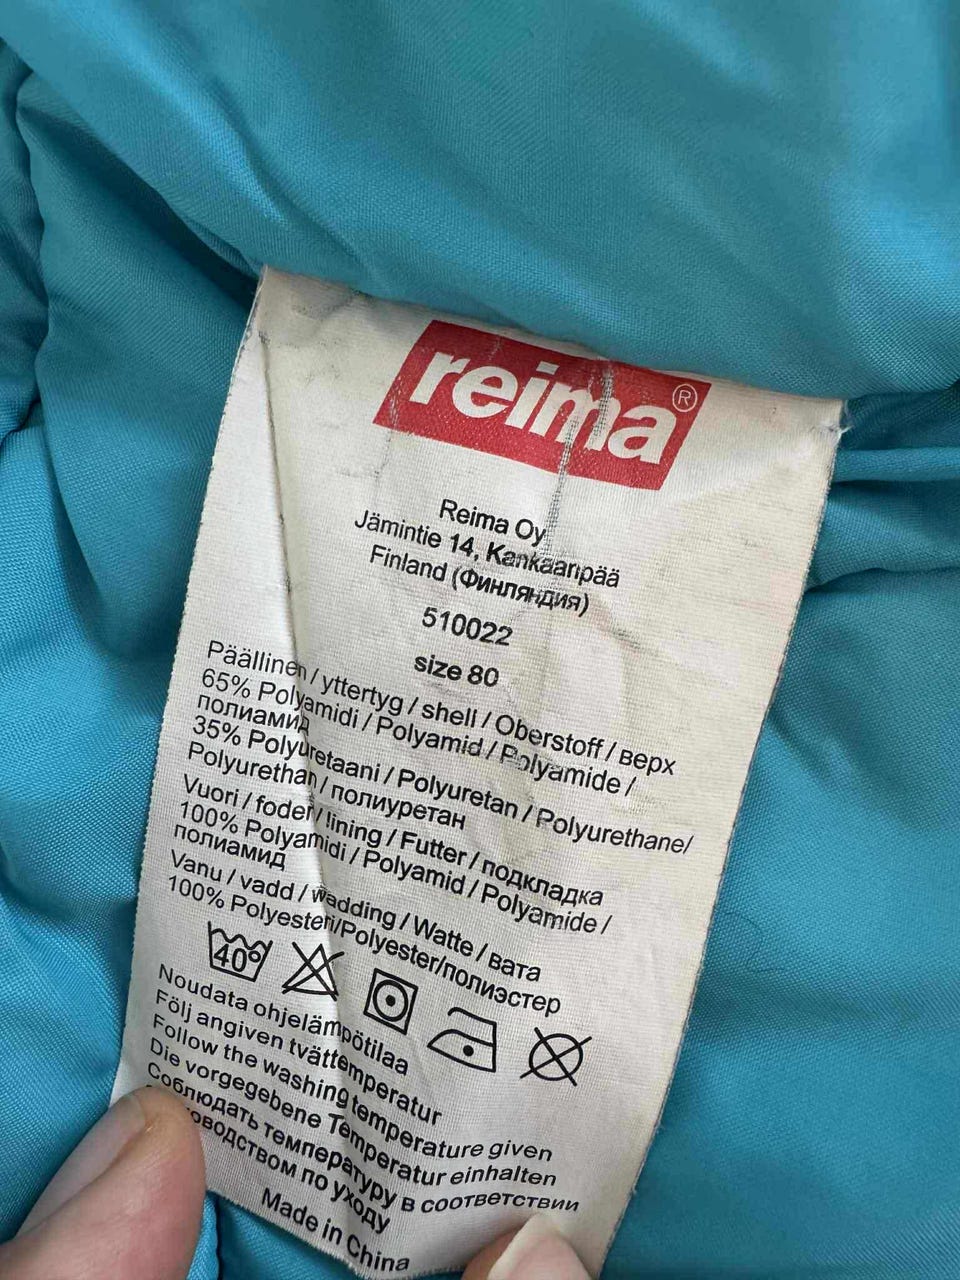 reima®
Reima Oy
Jämintie 14, Kankaanpää
Finland (Финляндия)
510022
size 80
Päällinen / yttertyg / shell / Oberstoff / верх
65% Polyamidi / Polyamid / Polyamide /
полиамид
35% Polyuretaani / Polyuretan / Polyurethane/
Polyurethan / полиуретан
Vuori / foder / lining / Futter / подкладка
100% Polyamidi / Polyamid / Polyamide /
полиамид
Vanu / vadd / wadding / Watte / вата
100% Polyesteri/Polyester/полиэстер
40°
Noudata ohjelämpötilaa
Följ angiven tvättemperatur
Follow the washing temperature given
Die vorgegebene Temperatur einhalten
Соблюдать температуру в соответствии
оводством по уходу
Made in China